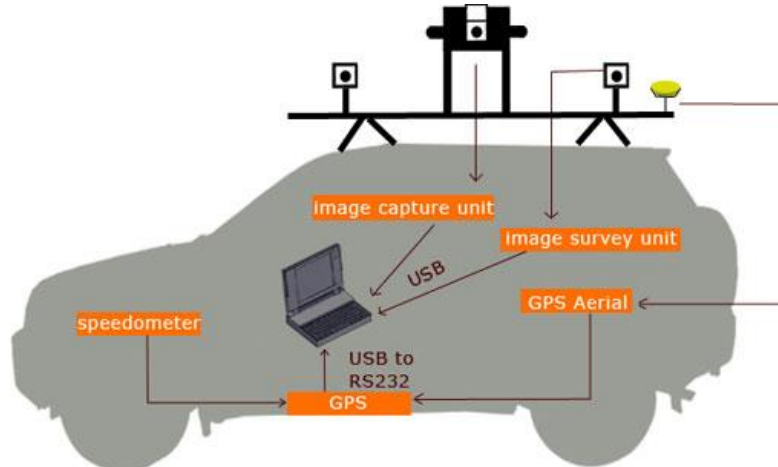 image capture unit
image survey unit
USB
GPS Aerial
speedometer
USB to
RS232
GPS